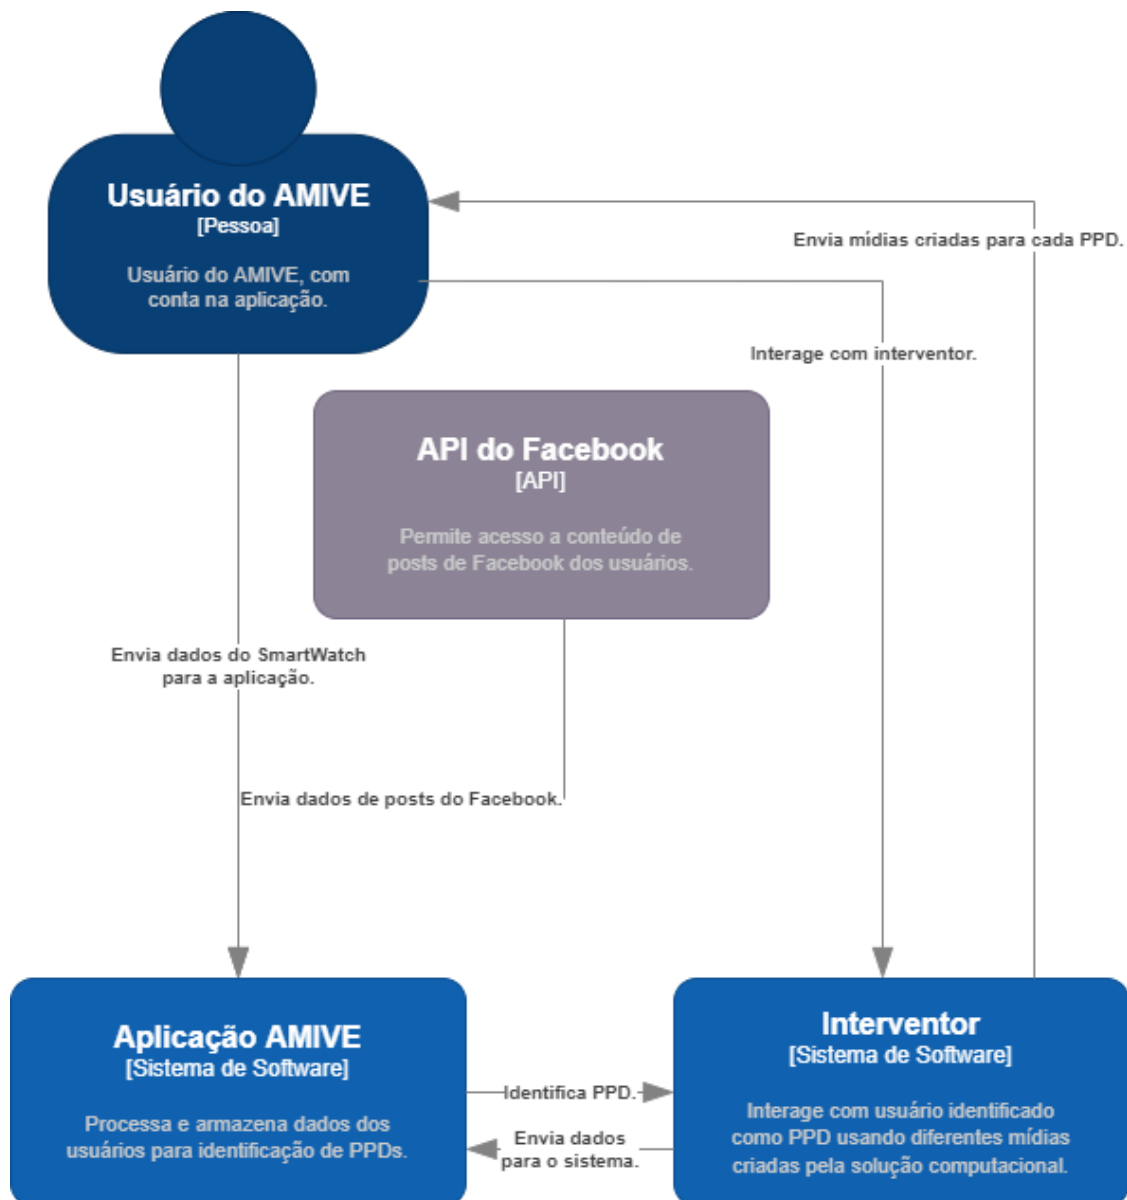 Usuário do AMIVE
[Pessoa]
Usuário do AMIVE, com
conta na aplicação.
Envia mídias criadas para cada PPD.
Interage com interventor.
API do Facebook
[API]
Permite acesso a conteúdo de
posts de Facebook dos usuários.
Envia dados do SmartWatch
para a aplicação.
Envia dados de posts do Facebook.
Aplicação AMIVE
[Sistema de Software]
Processa e armazena dados dos
usuários para identificação de PPDs.
Identifica PPD.
Envia dados
para o sistema.
Interventor
[Sistema de Software]
Interage com usuário identificado
como PPD usando diferentes mídias
criadas pela solução computacional.